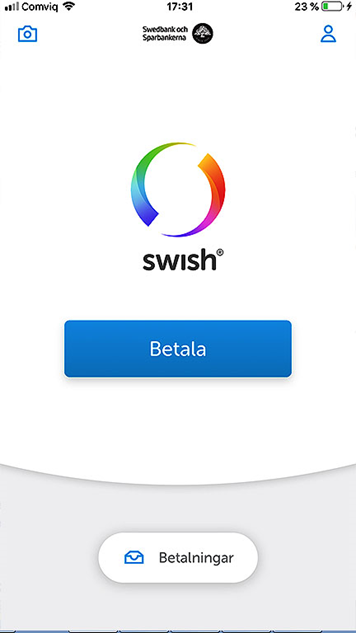 Comviq 17:31 23 %
Swedbank och
Sparbankerna
swish®
Betala
Betalningar